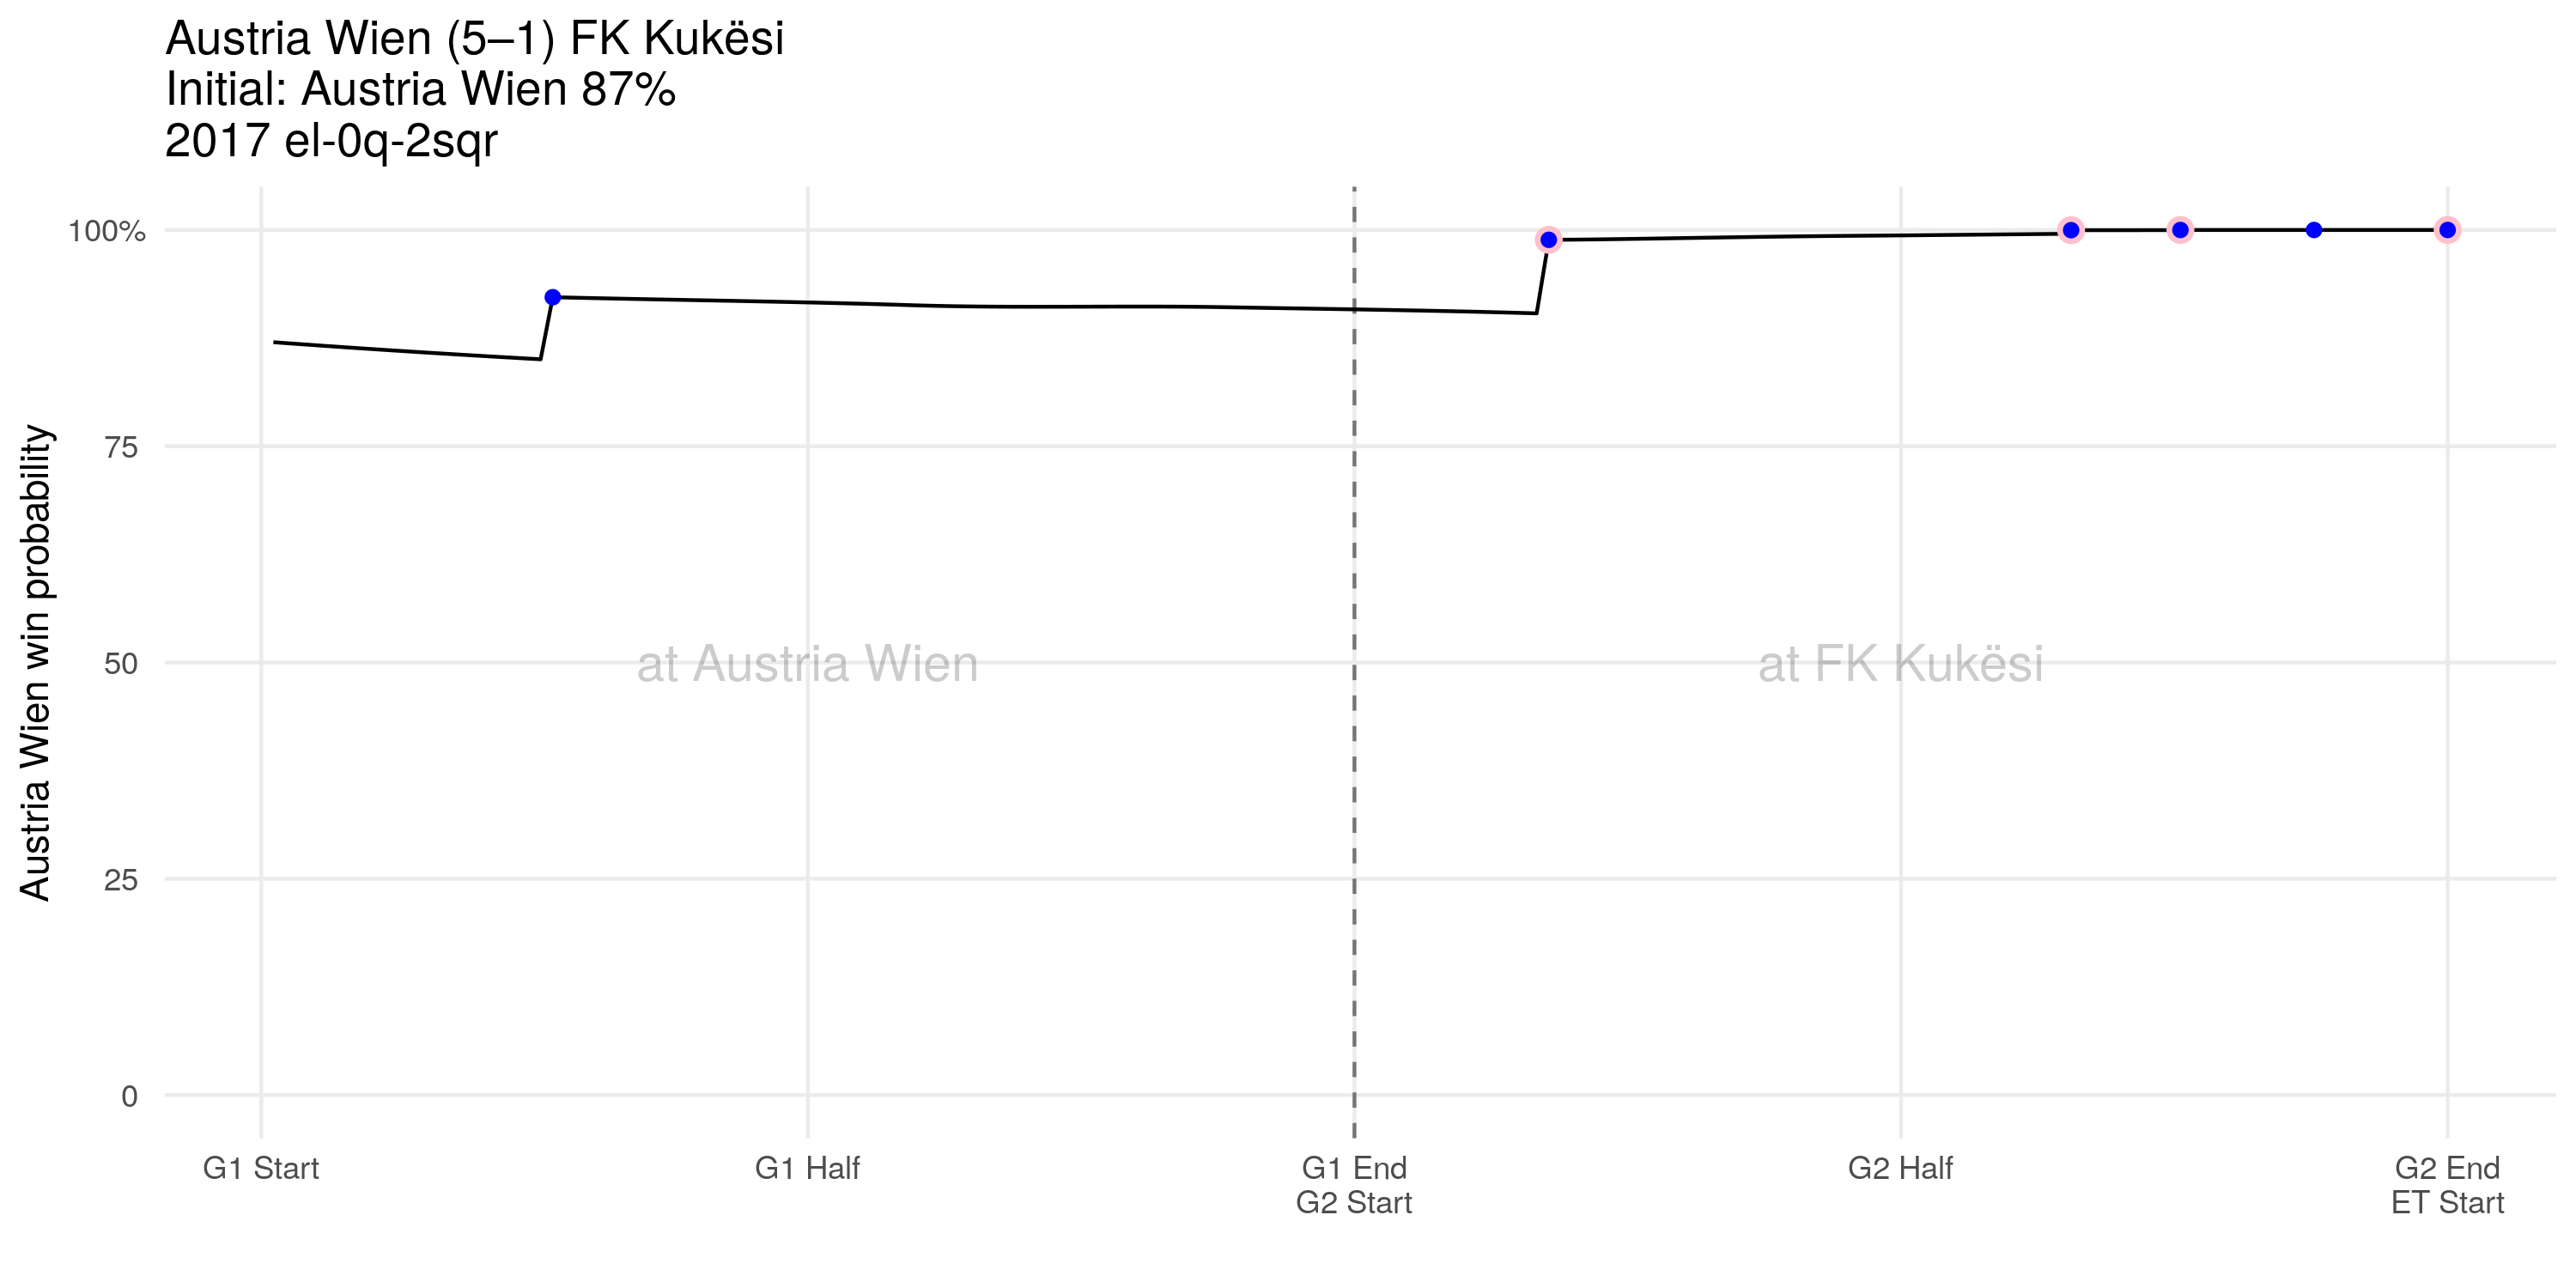 Austria Wien (5–1) FK Kukësi
Initial: Austria Wien 87%
2017 el-0q-2sqr
Austria Wien win probability
100%
75
50
25
0
at Austria Wien
at FK Kukësi
G1 Start
G1 Half
G1 End
G2 Start
G2 Half
G2 End
ET Start